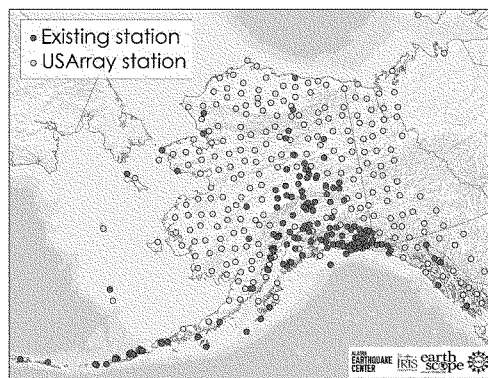 Existing station
USArray station
ALASKA
EARTHQUAKE
CENTER
IRIS
earth
scope